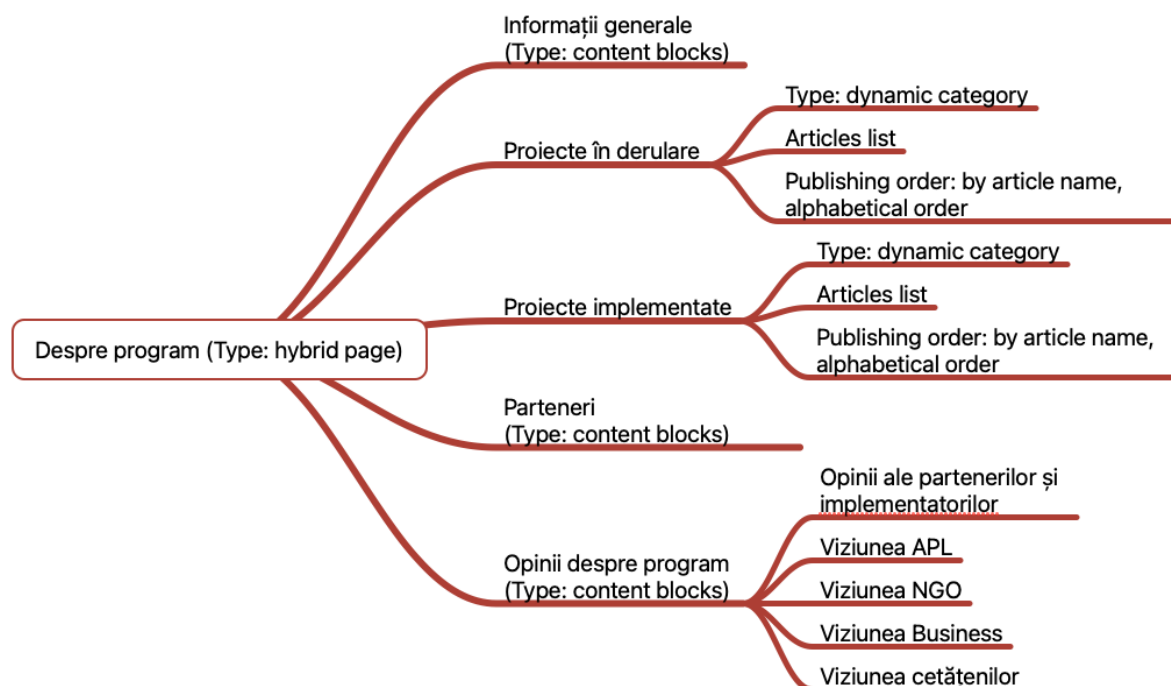 Informații generale
(Type: content blocks)
Type: dynamic category
Proiecte în derulare
Articles list
Publishing order: by article name,
alphabetical order
Type: dynamic category
Proiecte implementate
Articles list
Publishing order: by article name,
alphabetical order
Despre program (Type: hybrid page)
Parteneri
(Type: content blocks)
Opinii despre program
(Type: content blocks)
Opinii ale partenerilor și
implementatorilor
Viziunea APL
Viziunea NGO
Viziunea Business
Viziunea cetătenilor